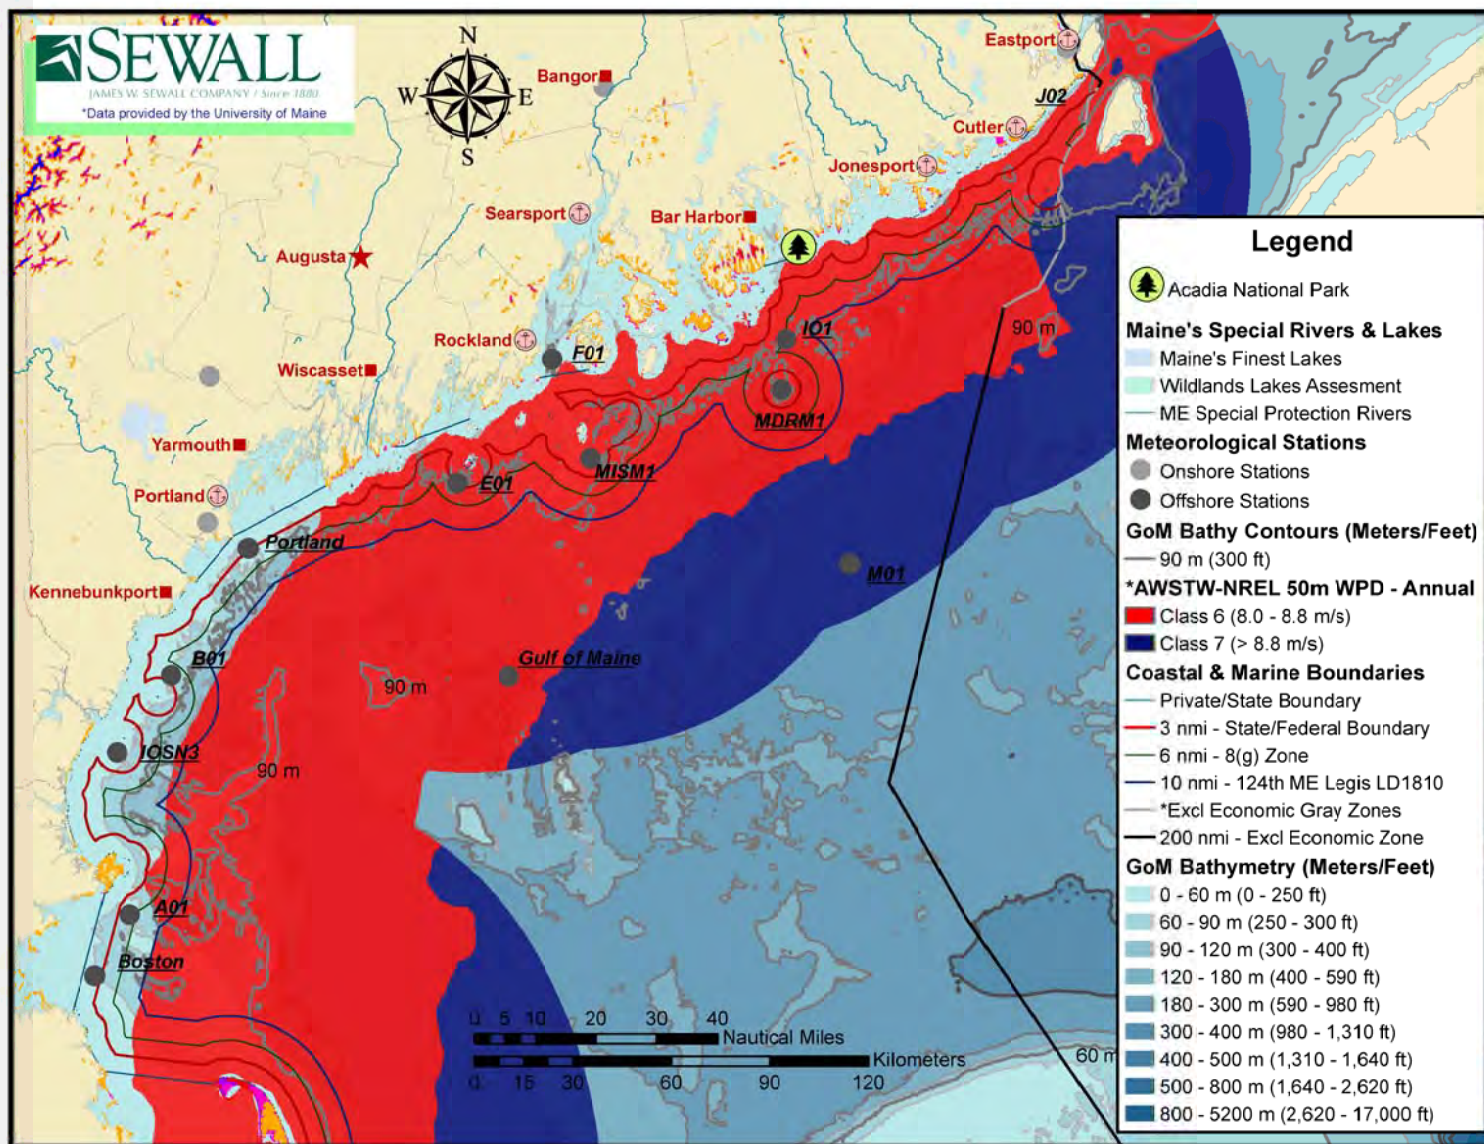 SEWALL
JAMES W. SEWALL COMPANY / Since 1880
*Data provided by the University of Maine
N
W E
S
Bangor
Eastport
J02
Cutler
Jonesport
Searsport
Bar Harbor
Augusta
Rockland
F01
IO1
90 m
Wiscasset
MDRM1
Yarmouth
MISM1
E01
Portland
Portland
M01
Kennebunkport
B01
Gulf of Maine
90 m
IOSN3
90 m
A01
Boston
0 5 10 20 30 40
Nautical Miles
Kilometers
0 15 30 60 90 120
60 m
Legend
Acadia National Park
Maine's Special Rivers & Lakes
Maine's Finest Lakes
Wildlands Lakes Assesment
ME Special Protection Rivers
Meteorological Stations
Onshore Stations
Offshore Stations
GoM Bathy Contours (Meters/Feet)
90 m (300 ft)
*AWSTW-NREL 50m WPD - Annual
Class 6 (8.0 - 8.8 m/s)
Class 7 (> 8.8 m/s)
Coastal & Marine Boundaries
Private/State Boundary
3 nmi - State/Federal Boundary
6 nmi - 8(g) Zone
10 nmi - 124th ME Legis LD1810
*Excl Economic Gray Zones
200 nmi - Excl Economic Zone
GoM Bathymetry (Meters/Feet)
0 - 60 m (0 - 250 ft)
60 - 90 m (250 - 300 ft)
90 - 120 m (300 - 400 ft)
120 - 180 m (400 - 590 ft)
180 - 300 m (590 - 980 ft)
300 - 400 m (980 - 1,310 ft)
400 - 500 m (1,310 - 1,640 ft)
500 - 800 m (1,640 - 2,620 ft)
800 - 5200 m (2,620 - 17,000 ft)